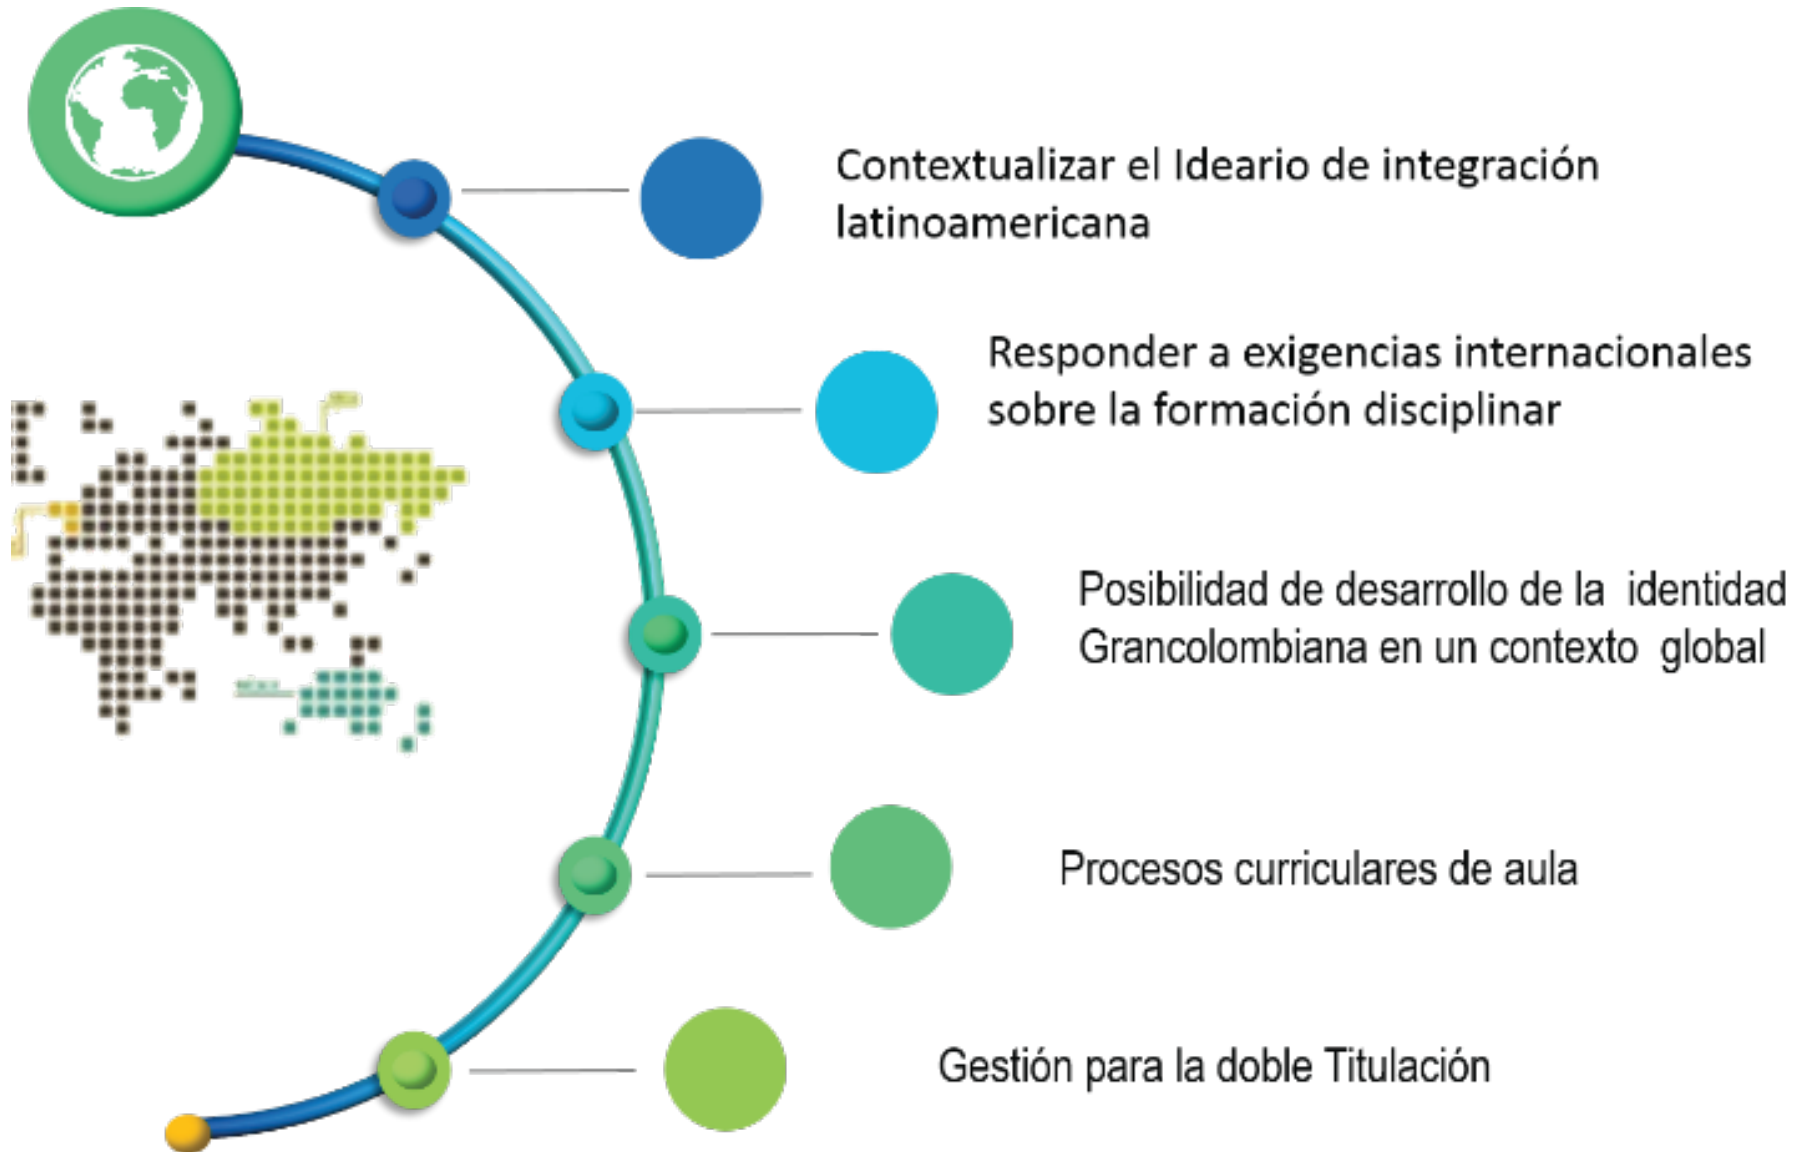 Contextualizar el Ideario de integración
latinoamericana
Responder a exigencias internacionales
sobre la formación disciplinar
Posibilidad de desarrollo de la identidad
Grancolombiana en un contexto global
Procesos curriculares de aula
Gestión para la doble Titulación